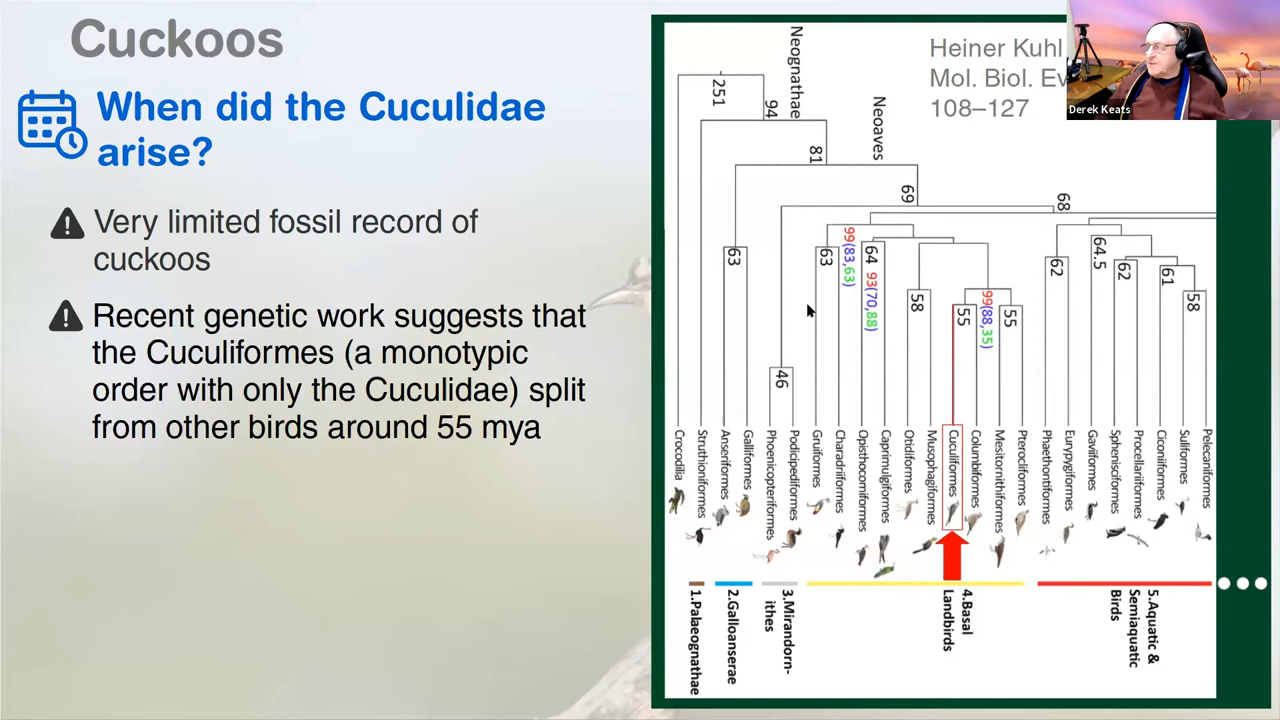 Cuckoos
When did the Cuculidae
arise?
Very limited fossil record of
cuckoos
Recent genetic work suggests that
the Cuculiformes (a monotypic
order with only the Cuculidae) split
from other birds around 55 mya
Heiner Kuhl
Mol. Biol. Ev
108–127
Derek Keats
Neognathae
Neoaves
251
94
81
69
68
63
99(83,63)
63
64
93(70,88)
58
55
99(88,35)
55
62
64.5
62
61
58
46
Crocodilia
Struthioniformes
Anseriformes
Galliformes
Phoenicopteriformes
Podicipediformes
Gruiformes
Charadriiformes
Opisthocomiformes
Caprimulgiformes
Otidiformes
Musophagiformes
Cuculiformes
Columbiformes
Mesitornithiformes
Pterocliformes
Phaethontiformes
Eurypygiformes
Gaviiformes
Sphenisciformes
Procellariiformes
Ciconiiformes
Suliformes
Pelecaniformes
1.Palaeognathae
2.Galloanserae
3.Mirandorn-
ithes
4.Basal
Landbirds
5.Aquatic &
Semiaquatic
Birds